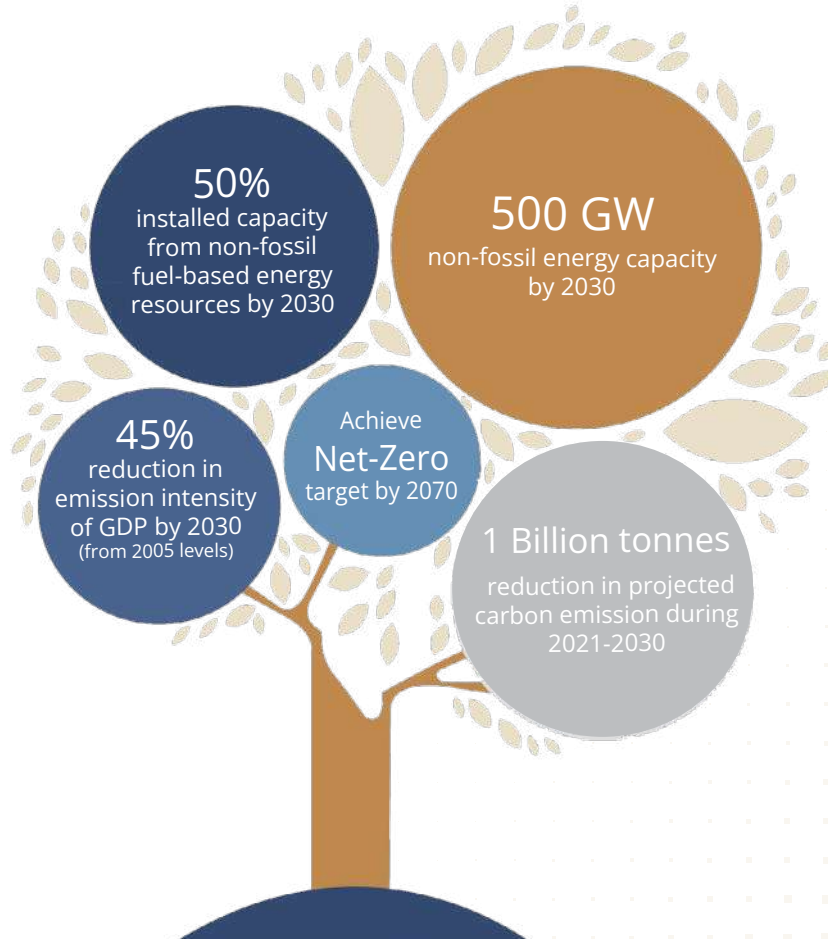 50%
installed capacity
from non-fossil
fuel-based energy
resources by 2030
500 GW
non-fossil energy capacity
by 2030
45%
reduction in
emission intensity
of GDP by 2030
(from 2005 levels)
Achieve
Net-Zero
target by 2070
1 Billion tonnes
reduction in projected
carbon emission during
2021-2030